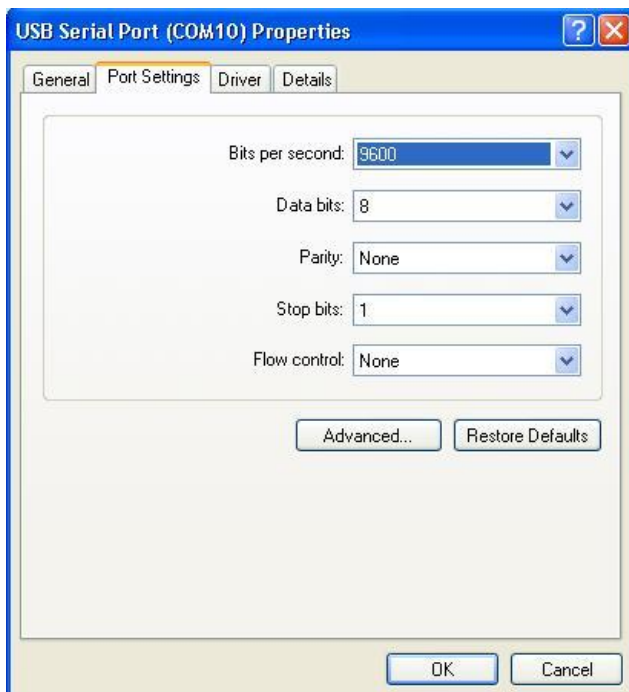 USB Serial Port (COM10) Properties
General Port Settings Driver Details
Bits per second: 9600
Data bits: 8
Parity: None
Stop bits: 1
Flow control: None
Advanced... Restore Defaults
OK Cancel